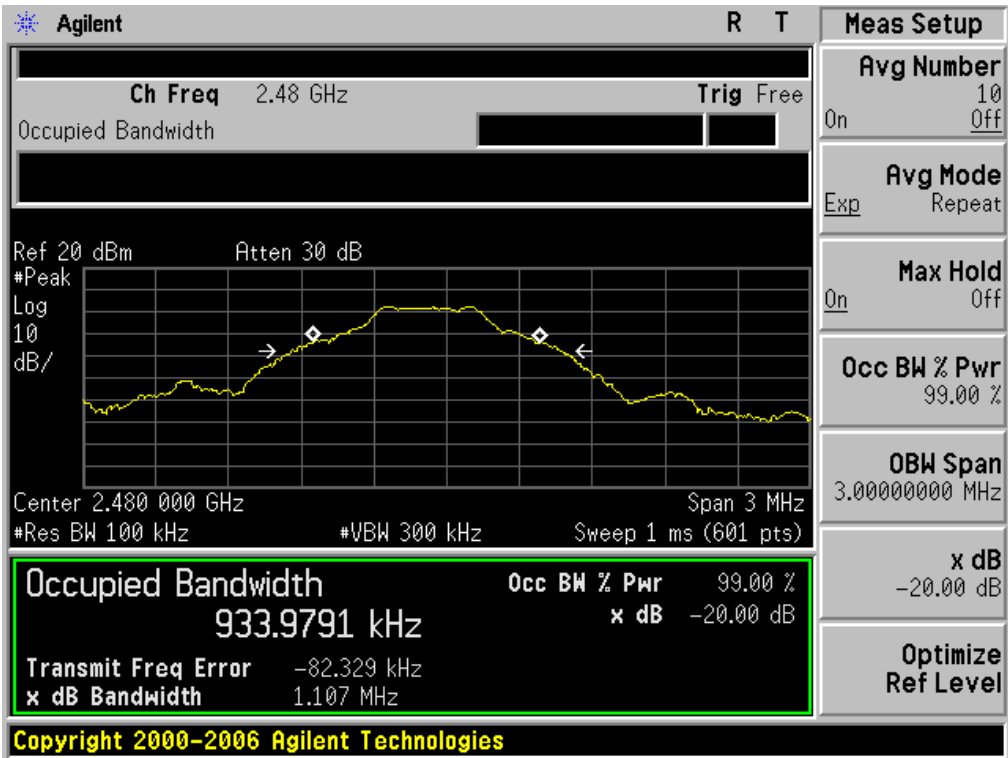 Agilent R T
Ch Freq 2.48 GHz Trig Free
Occupied Bandwidth
Ref 20 dBm Atten 30 dB
#Peak
Log
10
dB/
Center 2.480 000 GHz Span 3 MHz
#Res BW 100 kHz #VBW 300 kHz Sweep 1 ms (601 pts)
Occupied Bandwidth Occ BW % Pwr 99.00 %
933.9791 kHz x dB -20.00 dB
Transmit Freq Error -82.329 kHz
x dB Bandwidth 1.107 MHz
Copyright 2000-2006 Agilent Technologies
Meas Setup
Avg Number
10
On Off
Avg Mode
Exp Repeat
Max Hold
On Off
Occ BW % Pwr
99.00 %
OBW Span
3.00000000 MHz
x dB
-20.00 dB
Optimize
Ref Level